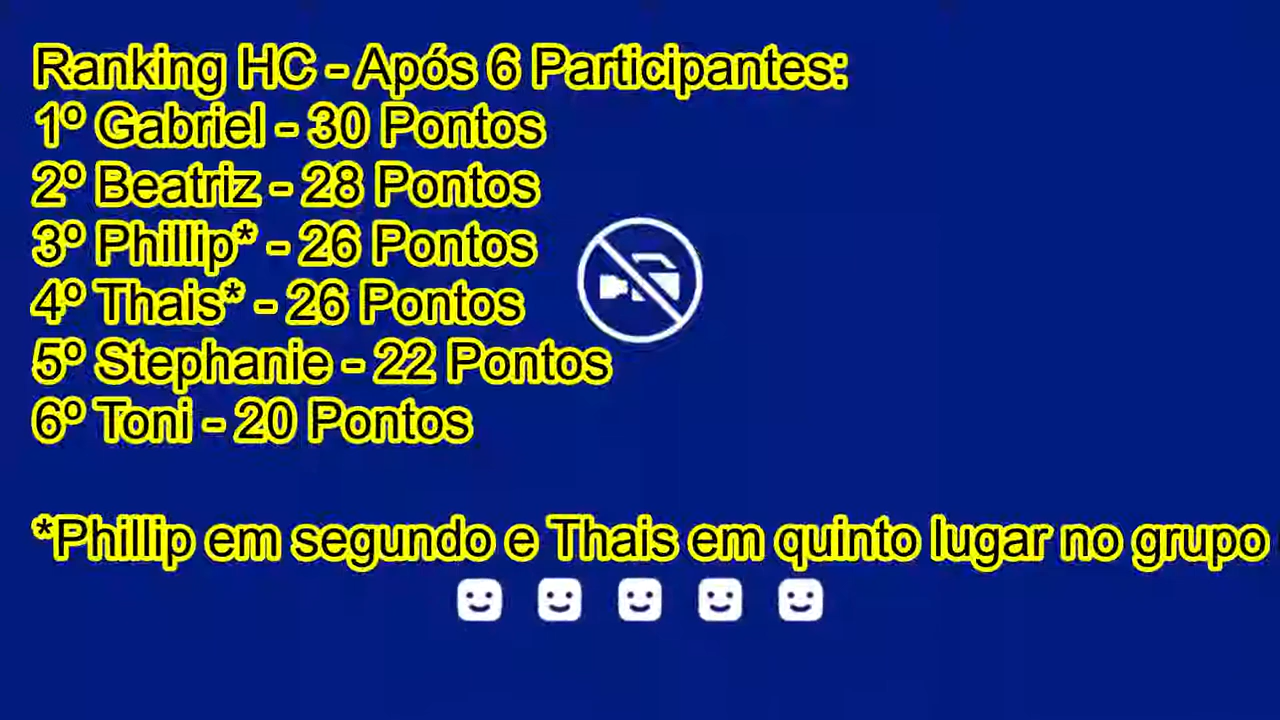 Ranking HC - Após 6 Participantes:
1º Gabriel - 30 Pontos
2º Beatriz - 28 Pontos
3º Phillip* - 26 Pontos
4º Thais* - 26 Pontos
5º Stephanie - 22 Pontos
6º Toni - 20 Pontos
*Phillip em segundo e Thais em quinto lugar no grupo